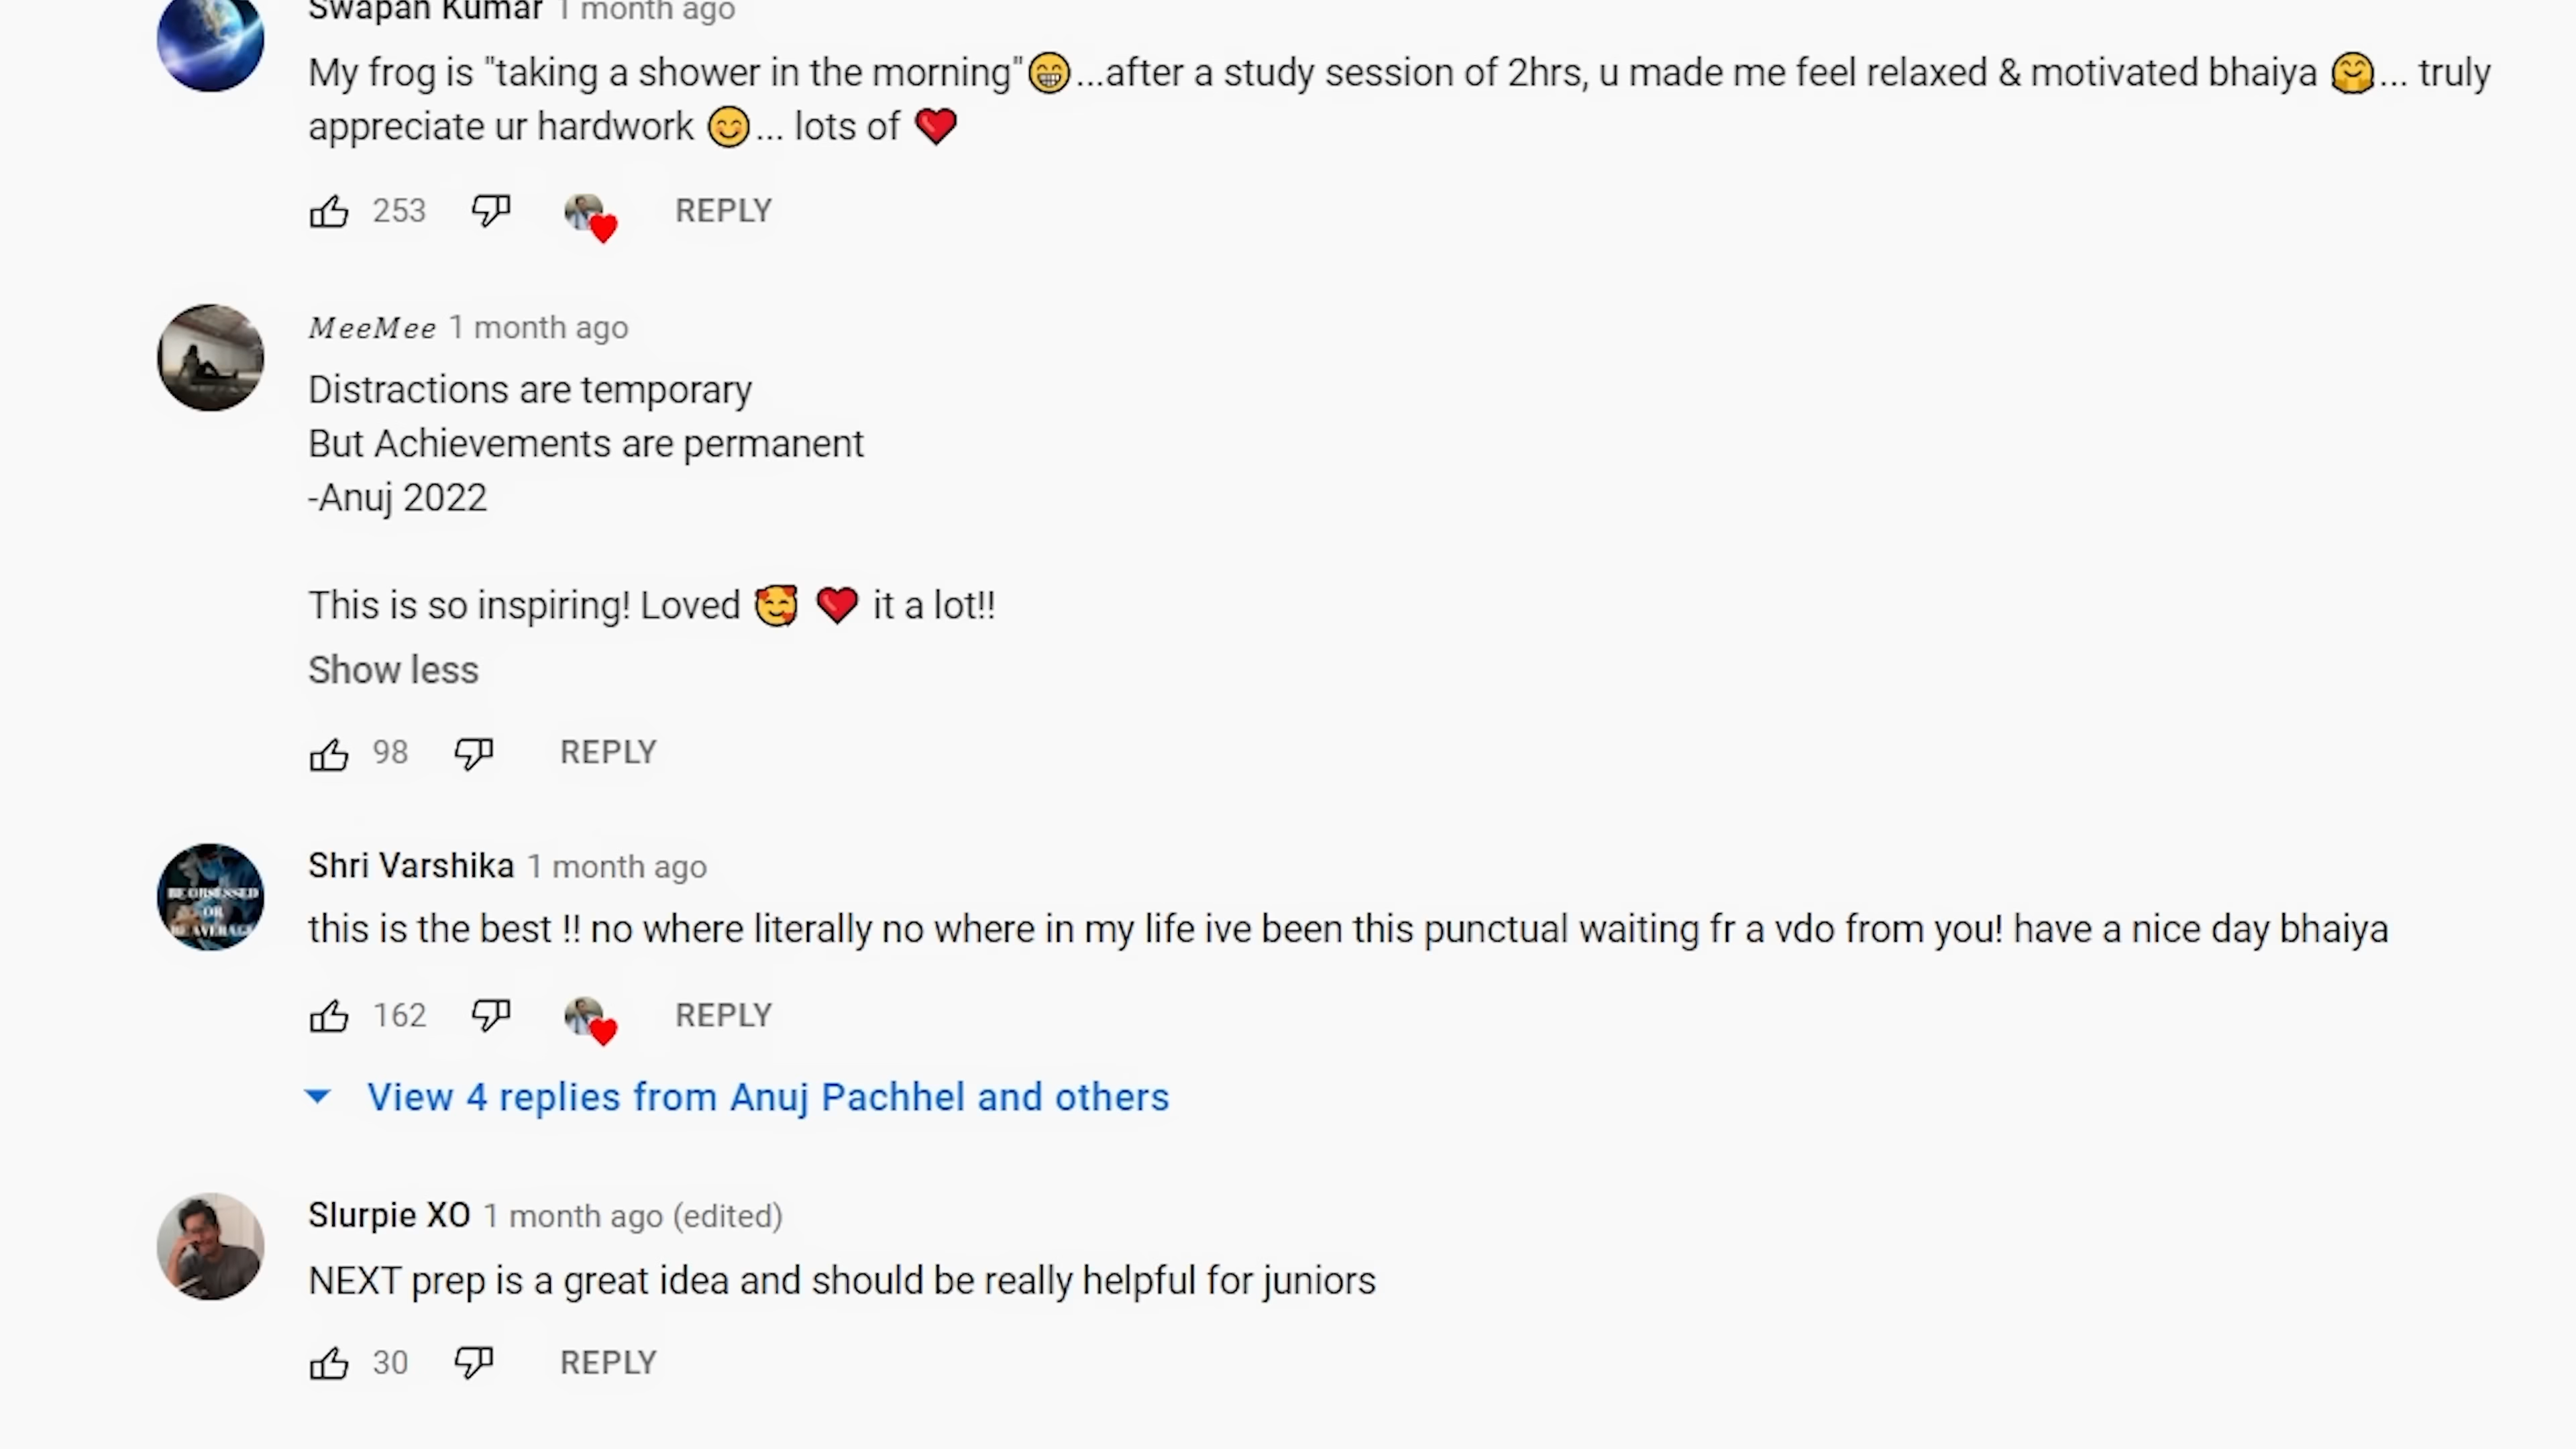 Swapan Kumar 1 month ago
My frog is "taking a shower in the morning"😁...after a study session of 2hrs, u made me feel relaxed & motivated bhaiya 🤗... truly
appreciate ur hardwork 😊... lots of ❤️
253 REPLY
MeeMee 1 month ago
Distractions are temporary
But Achievements are permanent
-Anuj 2022
This is so inspiring! Loved 🥰 ❤️ it a lot!!
Show less
98 REPLY
BE OBSESSED
OR
BE AVERAGE
Shri Varshika 1 month ago
this is the best !! no where literally no where in my life ive been this punctual waiting fr a vdo from you! have a nice day bhaiya
162 REPLY
View 4 replies from Anuj Pachhel and others
Slurpie XO 1 month ago (edited)
NEXT prep is a great idea and should be really helpful for juniors
30 REPLY